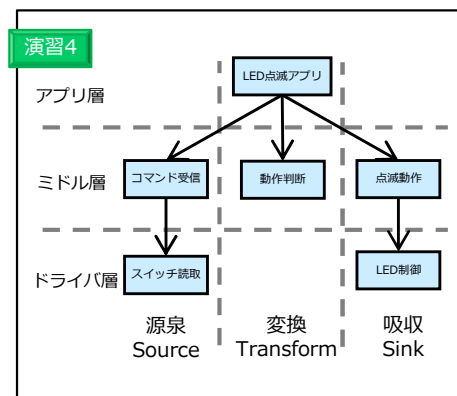 演習4
LED点滅アプリ
アプリ層
ミドル層
コマンド受信
動作判断
点滅動作
ドライバ層
スイッチ読取
LED制御
源泉
Source
変換
Transform
吸収
Sink